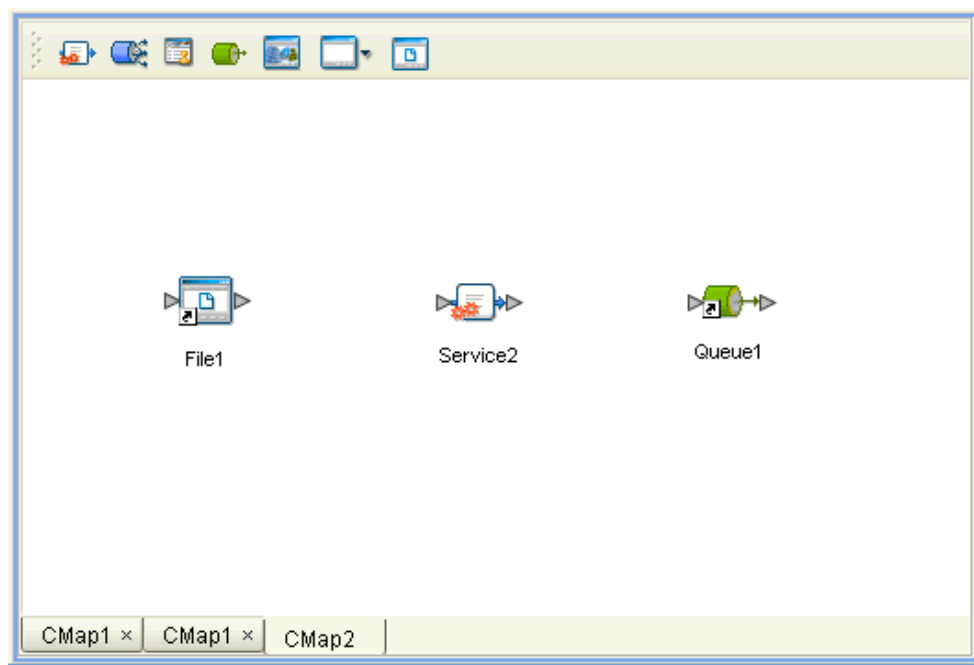 File1
Service2
Queue1
CMap1 ×
CMap1 ×
CMap2